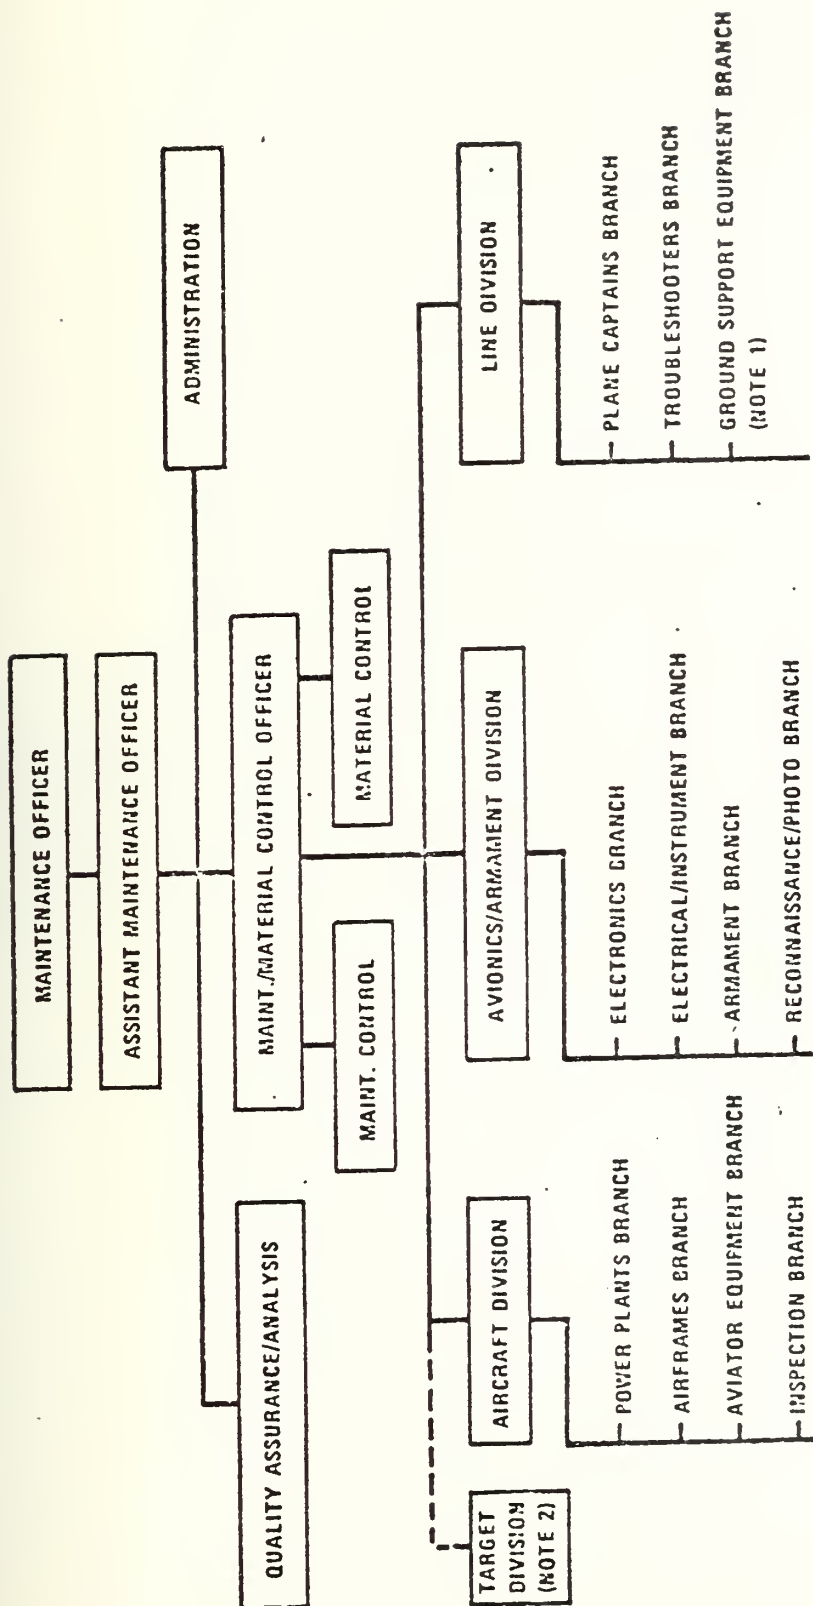 MAINTENANCE OFFICER
ASSISTANT MAINTENANCE OFFICER
ADMINISTRATION
QUALITY ASSURANCE/ANALYSIS
MAINT./MATERIAL CONTROL OFFICER
MAINT. CONTROL
MATERIAL CONTROL
TARGET
DIVISION
(NOTE 2)
AIRCRAFT DIVISION
POWER PLANTS BRANCH
AIRFRAMES BRANCH
AVIATOR EQUIPMENT BRANCH
INSPECTION BRANCH
AVIONICS/ARMAMENT DIVISION
ELECTRONICS BRANCH
ELECTRICAL/INSTRUMENT BRANCH
ARMAMENT BRANCH
RECONNAISSANCE/PHOTO BRANCH
LINE DIVISION
PLANE CAPTAINS BRANCH
TROUBLESHOOTERS BRANCH
GROUND SUPPORT EQUIPMENT BRANCH
(NOTE 1)